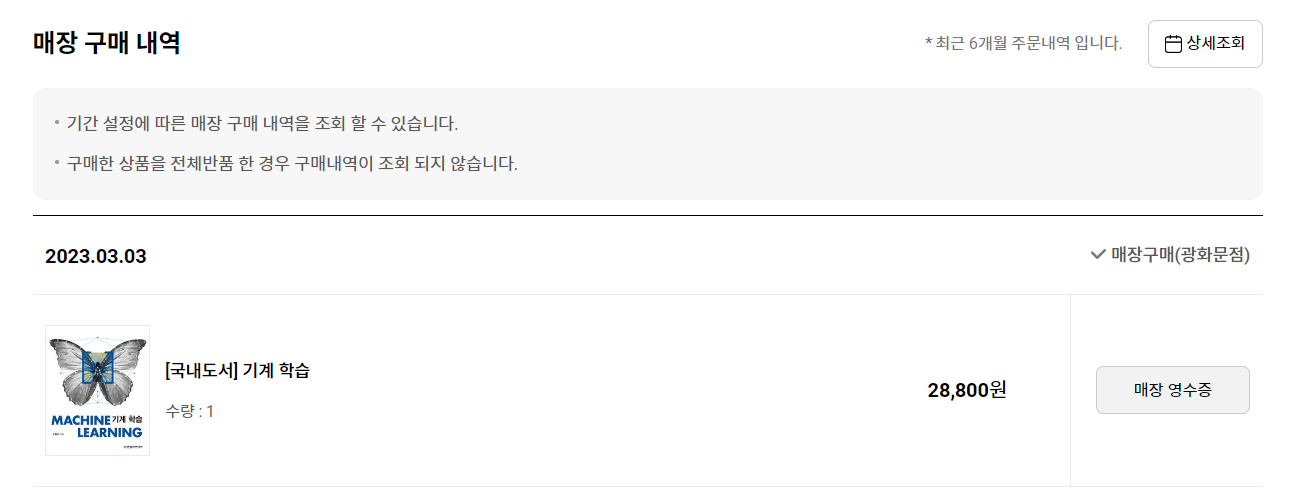 매장 구매 내역
* 최근 6개월 주문내역 입니다.
상세조회
• 기간 설정에 따른 매장 구매 내역을 조회 할 수 있습니다.
• 구매한 상품을 전체반품 한 경우 구매내역이 조회 되지 않습니다.
2023.03.03
매장구매(광화문점)
MACHINE 기계 학습
LEARNING
[국내도서] 기계 학습
수량 : 1
28,800원
매장 영수증